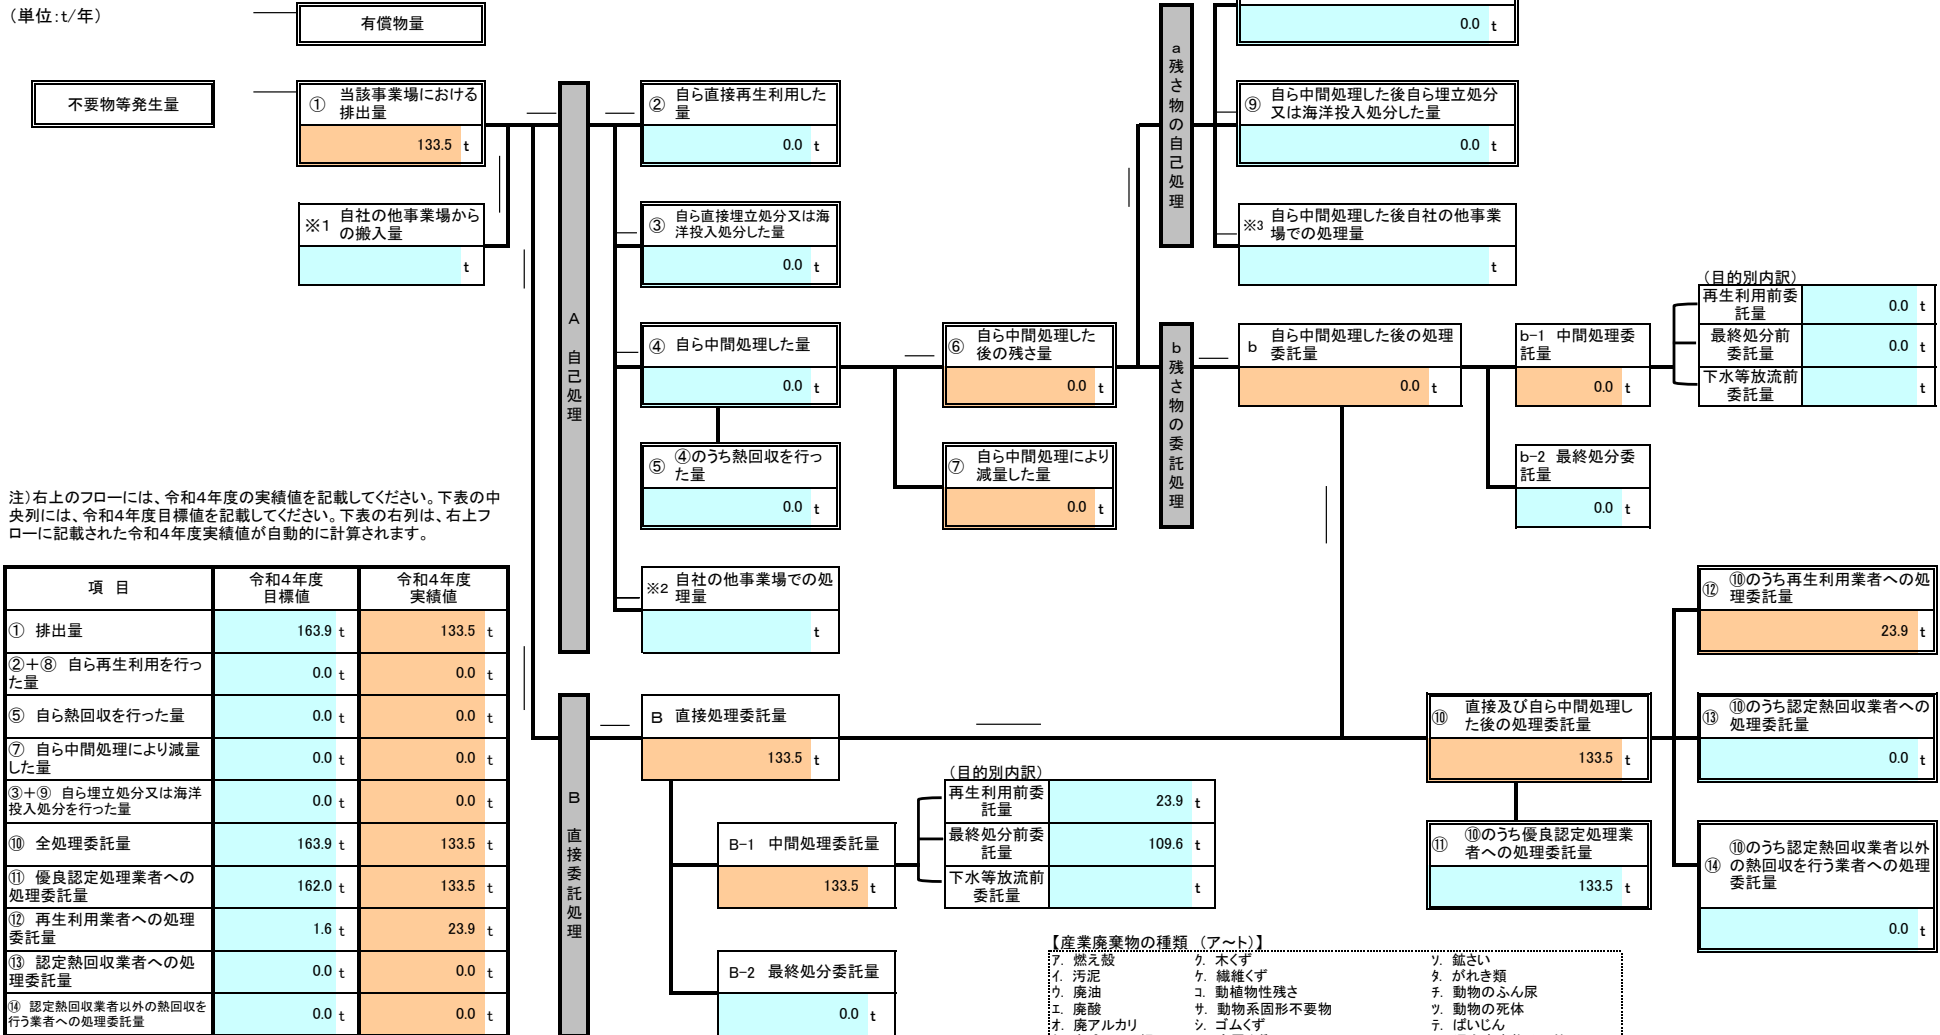 (単位:t/年)
有償物量
0.0 t
不要物等発生量
① 当該事業場における
排出量
133.5 t
※1 自社の他事業場から
の搬入量
t
A 自己処理
② 自ら直接再生利用した
量
0.0 t
③ 自ら直接埋立処分又は海
洋投入処分した量
0.0 t
④ 自ら中間処理した量
0.0 t
⑤ ④のうち熱回収を行っ
た量
0.0 t
※2 自社の他事業場での処
理量
t
⑥ 自ら中間処理した
後の残さ量
0.0 t
⑦ 自ら中間処理により
減量した量
0.0 t
a 残さ物の自己処理
⑨ 自ら中間処理した後自ら埋立処分
又は海洋投入処分した量
0.0 t
※3 自ら中間処理した後自社の他事業
場での処理量
t
b 残さ物の委託処理
b 自ら中間処理した後の処理
委託量
0.0 t
b-1 中間処理委
託量
0.0 t
b-2 最終処分委
託量
0.0 t
(目的別内訳)
再生利用前委
託量
0.0 t
最終処分前
委託量
0.0 t
下水等放流前
委託量
t
注)右上のフローには、令和4年度の実績値を記載してください。下表の中
央列には、令和4年度目標値を記載してください。下表の右列は、右上フ
ローに記載された令和4年度実績値が自動的に計算されます。
項 目 令和4年度
目標値 令和4年度
実績値
① 排出量 163.9 t 133.5 t
②+⑧ 自ら再生利用を行っ
た量 0.0 t 0.0 t
⑤ 自ら熱回収を行った量 0.0 t 0.0 t
⑦ 自ら中間処理により減量
した量 0.0 t 0.0 t
③+⑨ 自ら埋立処分又は海洋
投入処分を行った量 0.0 t 0.0 t
⑩ 全処理委託量 163.9 t 133.5 t
⑪ 優良認定処理業者への
処理委託量 162.0 t 133.5 t
⑫ 再生利用業者への処理
委託量 1.6 t 23.9 t
⑬ 認定熱回収業者への処
理委託量 0.0 t 0.0 t
⑭ 認定熱回収業者以外の熱回収を
行う業者への処理委託量 0.0 t 0.0 t
B 直接委託処理
B 直接処理委託量
133.5 t
B-1 中間処理委託量
133.5 t
B-2 最終処分委託量
0.0 t
(目的別内訳)
再生利用前委
託量
23.9 t
最終処分前委
託量
109.6 t
下水等放流前
委託量
t
⑩ 直接及び自ら中間処理し
た後の処理委託量
133.5 t
⑪ ⑩のうち優良認定処理業
者への処理委託量
133.5 t
⑫ ⑩のうち再生利用業者への処
理委託量
23.9 t
⑬ ⑩のうち認定熱回収業者への
処理委託量
0.0 t
⑭ ⑩のうち認定熱回収業者以外
の熱回収を行う業者への処理
委託量
0.0 t
【産業廃棄物の種類 (ア~ト)】
ア. 燃え殻 ク. 木くず ソ. 鉱さい
イ. 汚泥 ケ. 繊維くず タ. がれき類
ウ. 廃油 コ. 動植物性残さ チ. 動物のふん尿
エ. 廃酸 サ. 動物系固形不要物 ツ. 動物の死体
オ. 廃アルカリ シ. ゴムくず テ. ばいじん